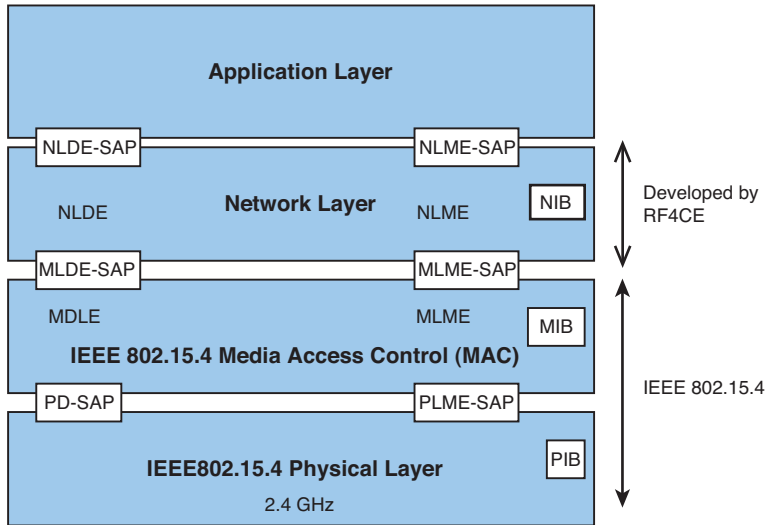 Application Layer
NLDE-SAP
NLME-SAP
Network Layer
NLDE
NLME
NIB
Developed by
RF4CE
MLDE-SAP
MLME-SAP
MDLE
MLME
MIB
IEEE 802.15.4 Media Access Control (MAC)
IEEE 802.15.4
PD-SAP
PLME-SAP
IEEE802.15.4 Physical Layer
PIB
2.4 GHz